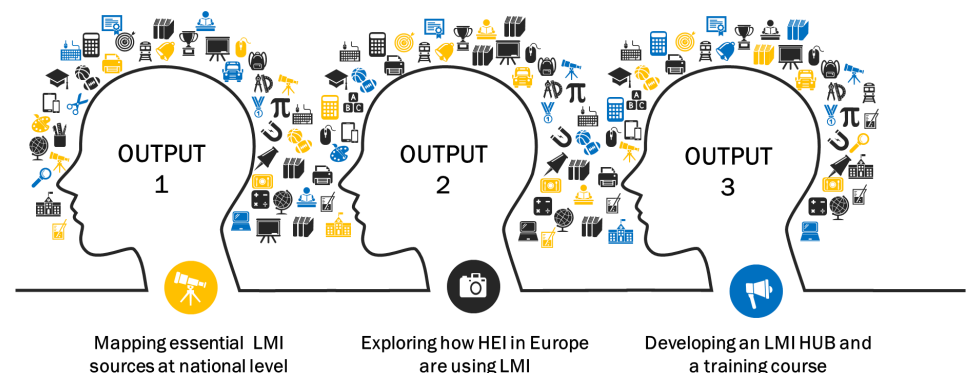 OUTPUT
1
OUTPUT
2
OUTPUT
3
A
B C
Mapping essential LMI
sources at national level
Exploring how HEI in Europe
are using LMI
Developing an LMI HUB and
a training course